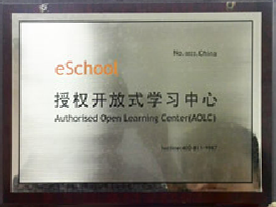 eSchool
授权开放式学习中心
Authorised Open Learning Center(AOLC)